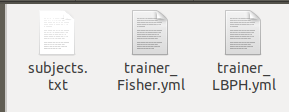 subjects.
txt
trainer_
Fisher.yml
trainer_
LBPH.yml